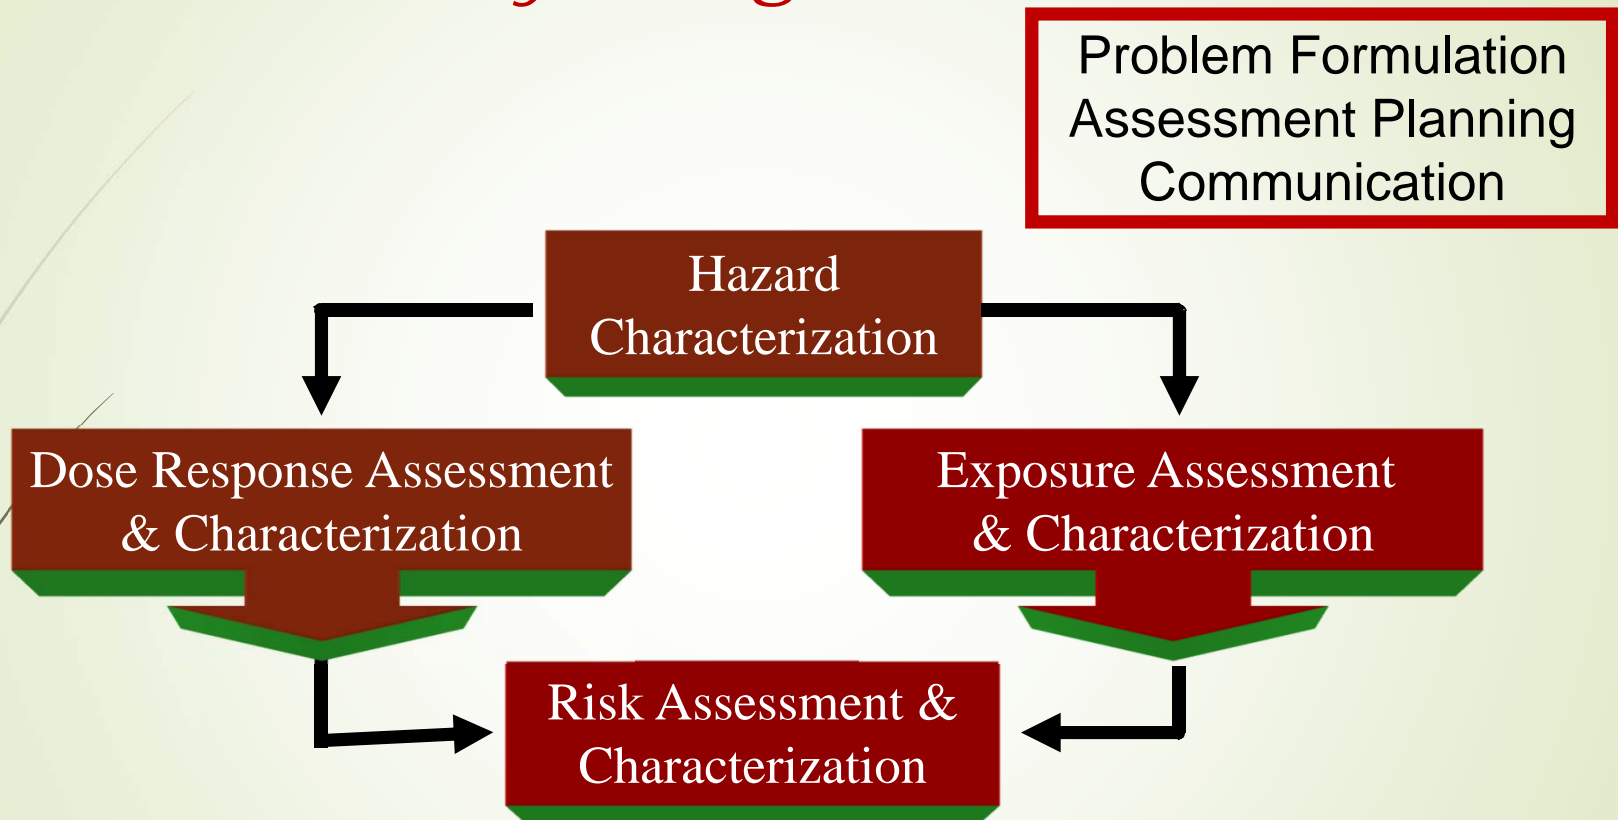 Problem Formulation
Assessment Planning
Communication
Hazard
Characterization
Dose Response Assessment
& Characterization
Exposure Assessment
& Characterization
Risk Assessment &
Characterization